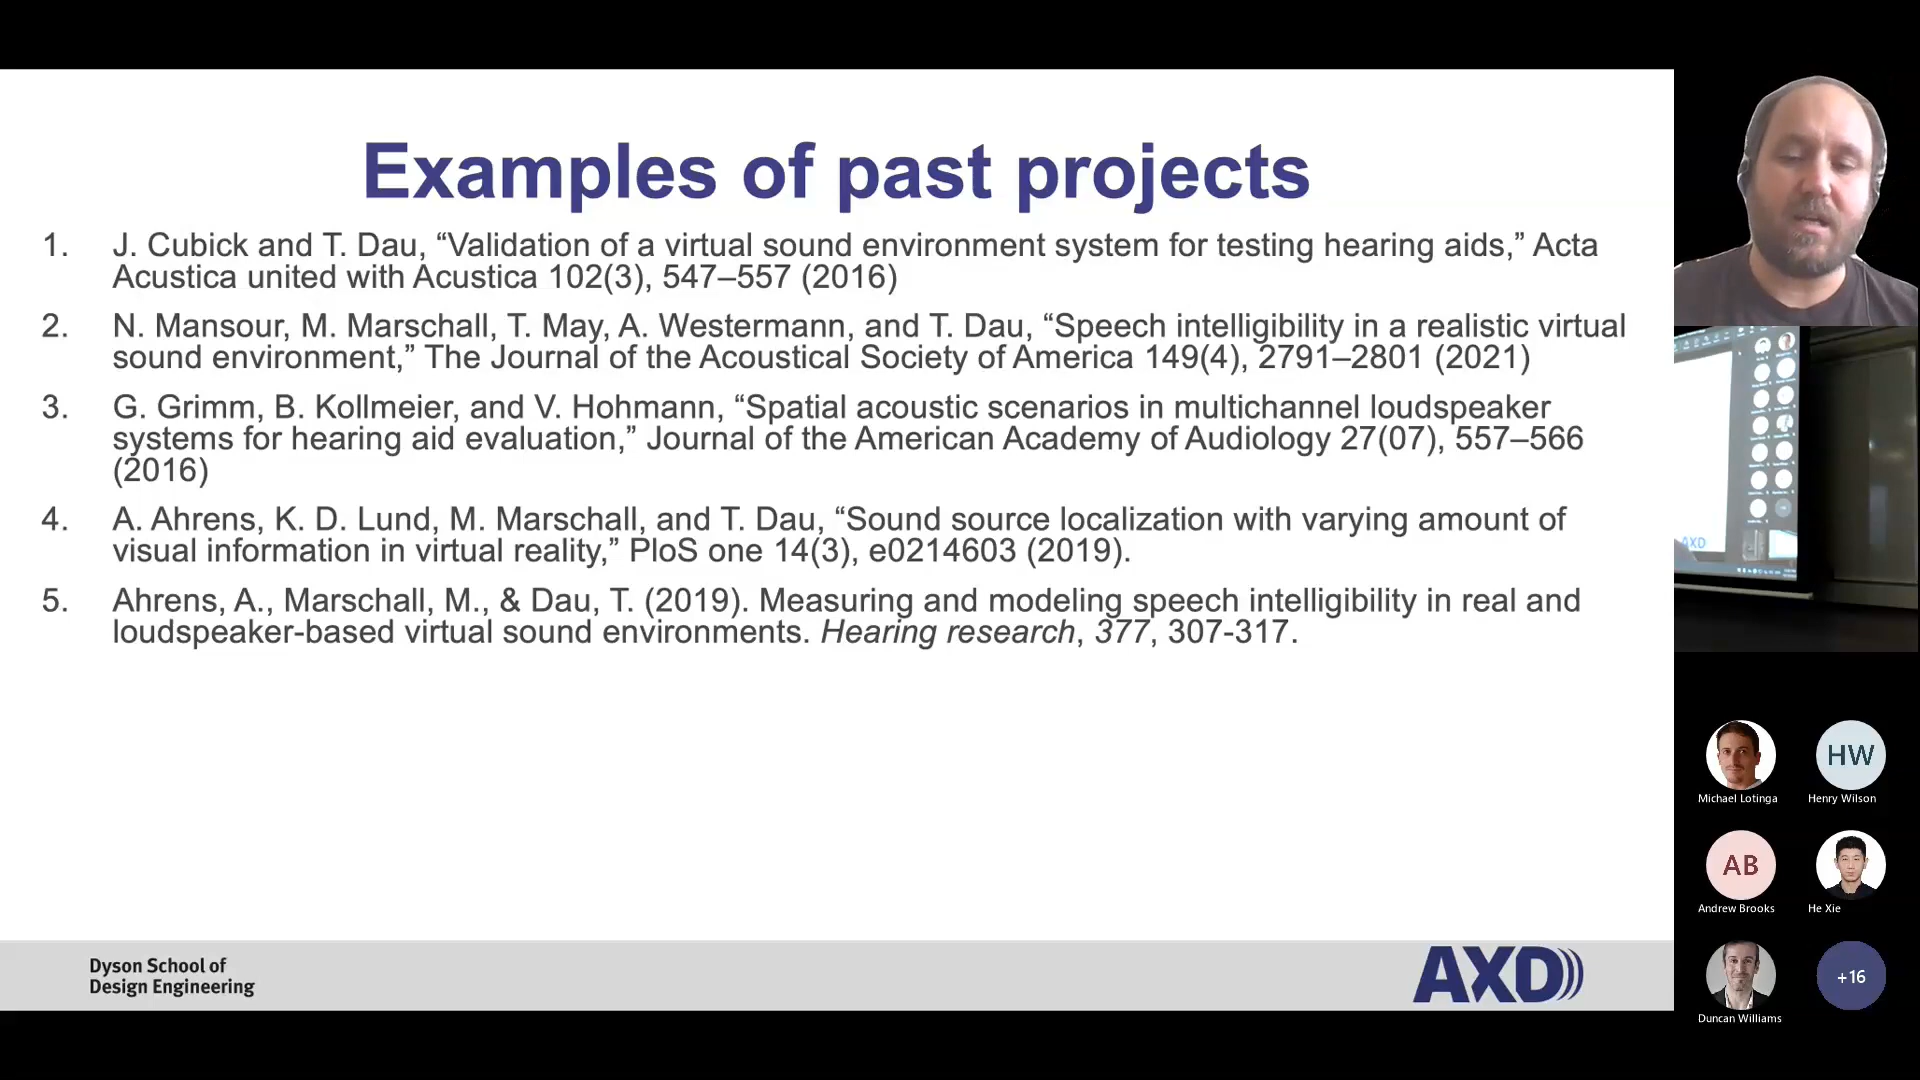 Examples of past projects
1. J. Cubick and T. Dau, “Validation of a virtual sound environment system for testing hearing aids,” Acta
Acustica united with Acustica 102(3), 547–557 (2016)
2. N. Mansour, M. Marschall, T. May, A. Westermann, and T. Dau, “Speech intelligibility in a realistic virtual
sound environment,” The Journal of the Acoustical Society of America 149(4), 2791–2801 (2021)
3. G. Grimm, B. Kollmeier, and V. Hohmann, “Spatial acoustic scenarios in multichannel loudspeaker
systems for hearing aid evaluation,” Journal of the American Academy of Audiology 27(07), 557–566
(2016)
4. A. Ahrens, K. D. Lund, M. Marschall, and T. Dau, “Sound source localization with varying amount of
visual information in virtual reality,” PloS one 14(3), e0214603 (2019).
5. Ahrens, A., Marschall, M., & Dau, T. (2019). Measuring and modeling speech intelligibility in real and
loudspeaker-based virtual sound environments. Hearing research, 377, 307-317.
Dyson School of
Design Engineering
AXD
AXD
HW
Michael Lotinga
Henry Wilson
AB
Andrew Brooks
He Xie
+16
Duncan Williams